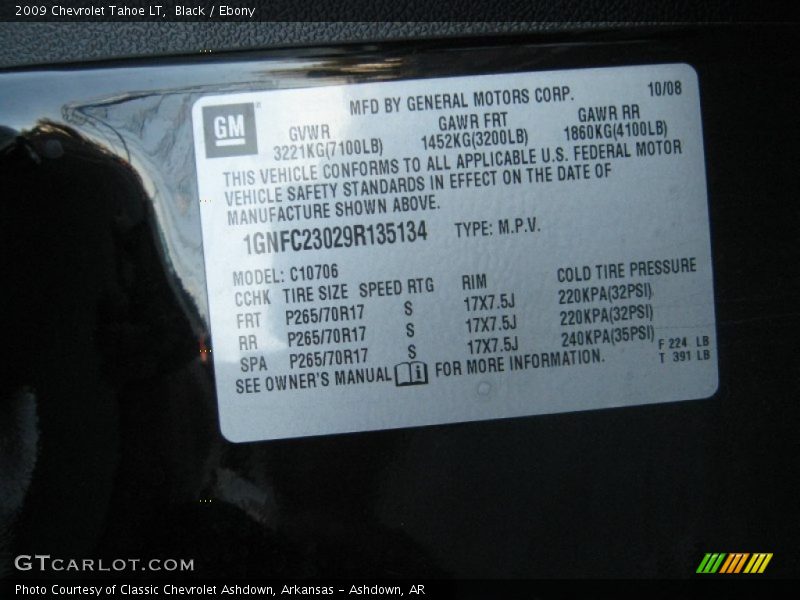 2009 Chevrolet Tahoe LT, Black / Ebony
GM
MFD BY GENERAL MOTORS CORP. 10/08
GVWR GAWR FRT GAWR RR
3221KG(7100LB) 1452KG(3200LB) 1860KG(4100LB)
THIS VEHICLE CONFORMS TO ALL APPLICABLE U.S. FEDERAL MOTOR
VEHICLE SAFETY STANDARDS IN EFFECT ON THE DATE OF
MANUFACTURE SHOWN ABOVE.
1GNFC23029R135134 TYPE: M.P.V.
MODEL: C10706
CCHK TIRE SIZE SPEED RTG RIM COLD TIRE PRESSURE
FRT P265/70R17 S 17X7.5J 220KPA(32PSI)
RR P265/70R17 S 17X7.5J 220KPA(32PSI)
SPA P265/70R17 S 17X7.5J 240KPA(35PSI)
F 224 LB
T 391 LB
SEE OWNER'S MANUAL i FOR MORE INFORMATION.
GTCARLOT.COM
Photo Courtesy of Classic Chevrolet Ashdown, Arkansas - Ashdown, AR